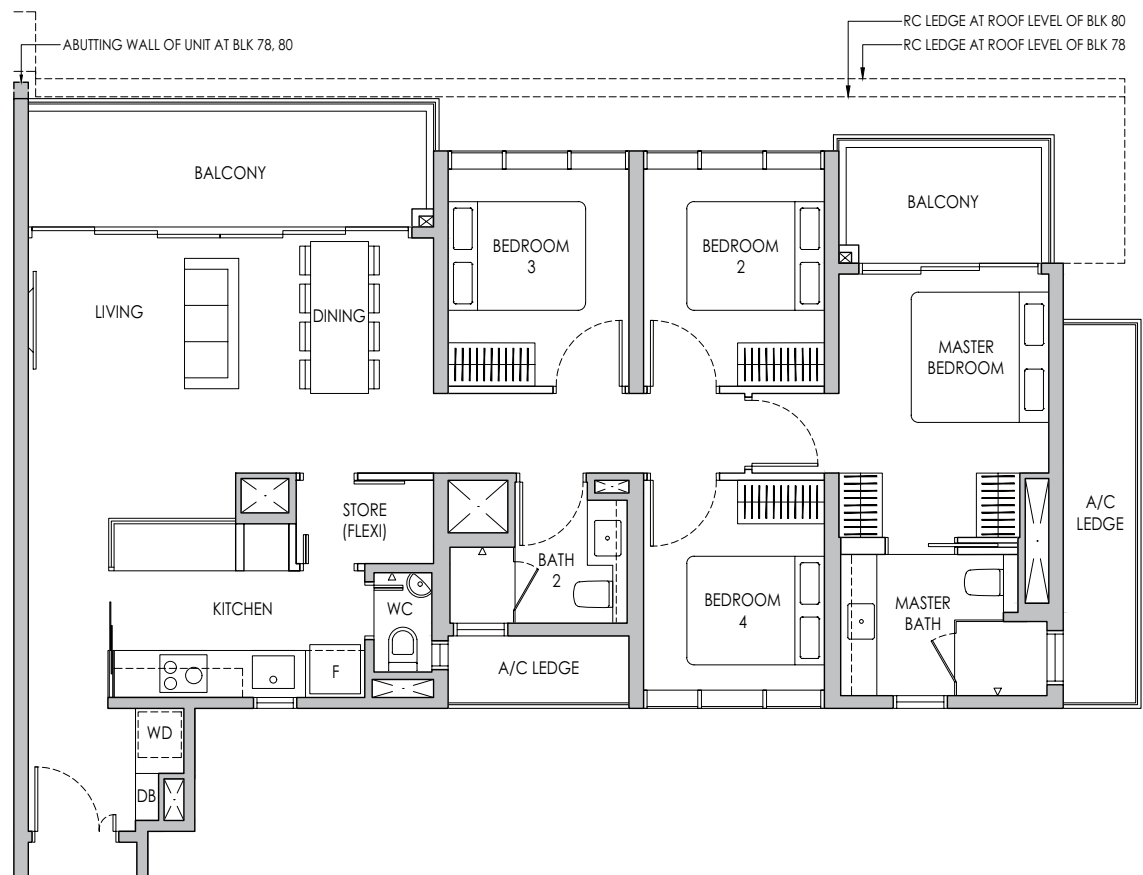 RC LEDGE AT ROOF LEVEL OF BLK 80
ABUTTING WALL OF UNIT AT BLK 78, 80
RC LEDGE AT ROOF LEVEL OF BLK 78
BALCONY
BALCONY
BEDROOM
3
BEDROOM
2
LIVING
DINING
MASTER
BEDROOM
STORE
(FLEXI)
A/C
LEDGE
BATH
2
KITCHEN
WC
BEDROOM
4
MASTER
BATH
F
A/C LEDGE
WD
DB